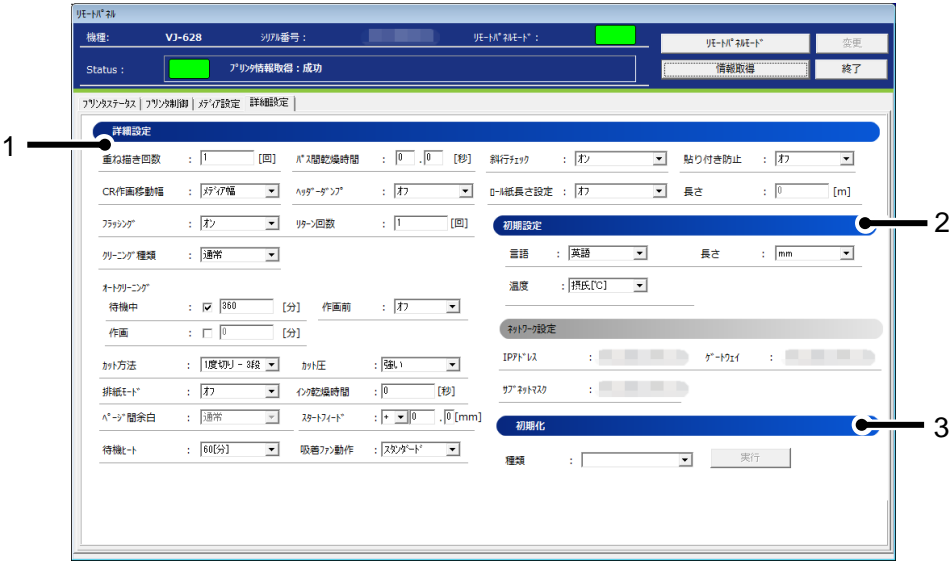 ﾘﾓｰﾄﾊﾟﾈﾙ
機種: VJ-628 ｼﾘｱﾙ番号 : ﾘﾓｰﾄﾊﾟﾈﾙﾓｰﾄﾞ : ﾘﾓｰﾄﾊﾟﾈﾙﾓｰﾄﾞ 変更
Status : ﾌﾟﾘﾝﾀ情報取得 : 成功 情報取得 終了
ﾌﾟﾘﾝﾀｽﾃｰﾀｽ ﾌﾟﾘﾝﾀ制御 ﾒﾃﾞｨｱ設定 詳細設定
1 詳細設定
重ね描き回数 : 1 [回] ﾊﾟｽ間乾燥時間 : 0 . 0 [秒] 斜行ﾁｪｯｸ : ｵﾝ 貼り付き防止 : ｵﾌ
CR作画移動幅 : ﾒﾃﾞｨｱ幅 ﾍｯﾀﾞｰﾀﾞﾝﾌﾟ : ｵﾌ ﾛｰﾙ紙長さ設定 : ｵﾌ 長さ : 0 [m]
ﾌﾗｯｼﾝｸﾞ : ｵﾝ ﾘﾀｰﾝ回数 : 1 [回] 初期設定 2
ｸﾘｰﾆﾝｸﾞ種類 : 通常 言語 : 英語 長さ : mm
ｵｰﾄｸﾘｰﾆﾝｸﾞ 温度 : 摂氏[℃]
待機中 : 360 [分] 作画前 : ｵﾌ
作画 : 0 [分] ﾈｯﾄﾜｰｸ設定
ｶｯﾄ方法 : 1度切り - 3段 ｶｯﾄ圧 : 強い IPｱﾄﾞﾚｽ : ｹﾞｰﾄｳｪｲ :
排紙ﾓｰﾄﾞ : ｵﾌ ｲﾝｸ乾燥時間 : 0 [秒] ｻﾌﾞﾈｯﾄﾏｽｸ :
ﾍﾟｰｼﾞ間余白 : 通常 ｽﾀｰﾄﾌｨｰﾄﾞ : + 0 . 0 [mm] 初期化 3
待機ﾋｰﾄ : 60[分] 吸着ﾌｧﾝ動作 : ｽﾀﾝﾀﾞｰﾄﾞ 種類 : 実行